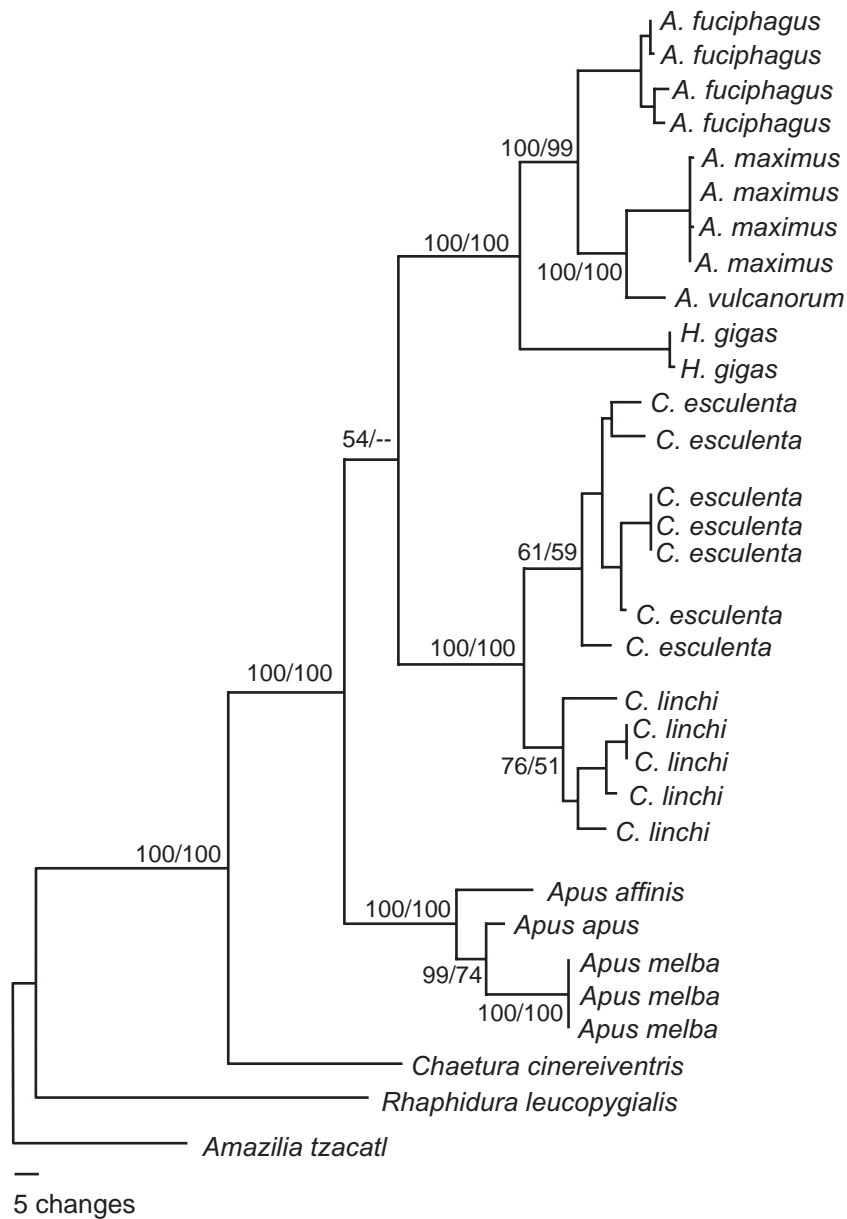 A. fuciphagus
A. fuciphagus
A. fuciphagus
A. fuciphagus
100/99
A. maximus
A. maximus
A. maximus
100/100
A. maximus
100/100
A. vulcanorum
H. gigas
H. gigas
C. esculenta
54/--
C. esculenta
C. esculenta
C. esculenta
61/59
C. esculenta
C. esculenta
100/100
C. esculenta
100/100
C. linchi
C. linchi
76/51
C. linchi
C. linchi
C. linchi
100/100
Apus affinis
100/100
Apus apus
Apus melba
99/74
Apus melba
100/100
Apus melba
Chaetura cinereiventris
Rhaphidura leucopygialis
Amazilia tzacatl
5 changes